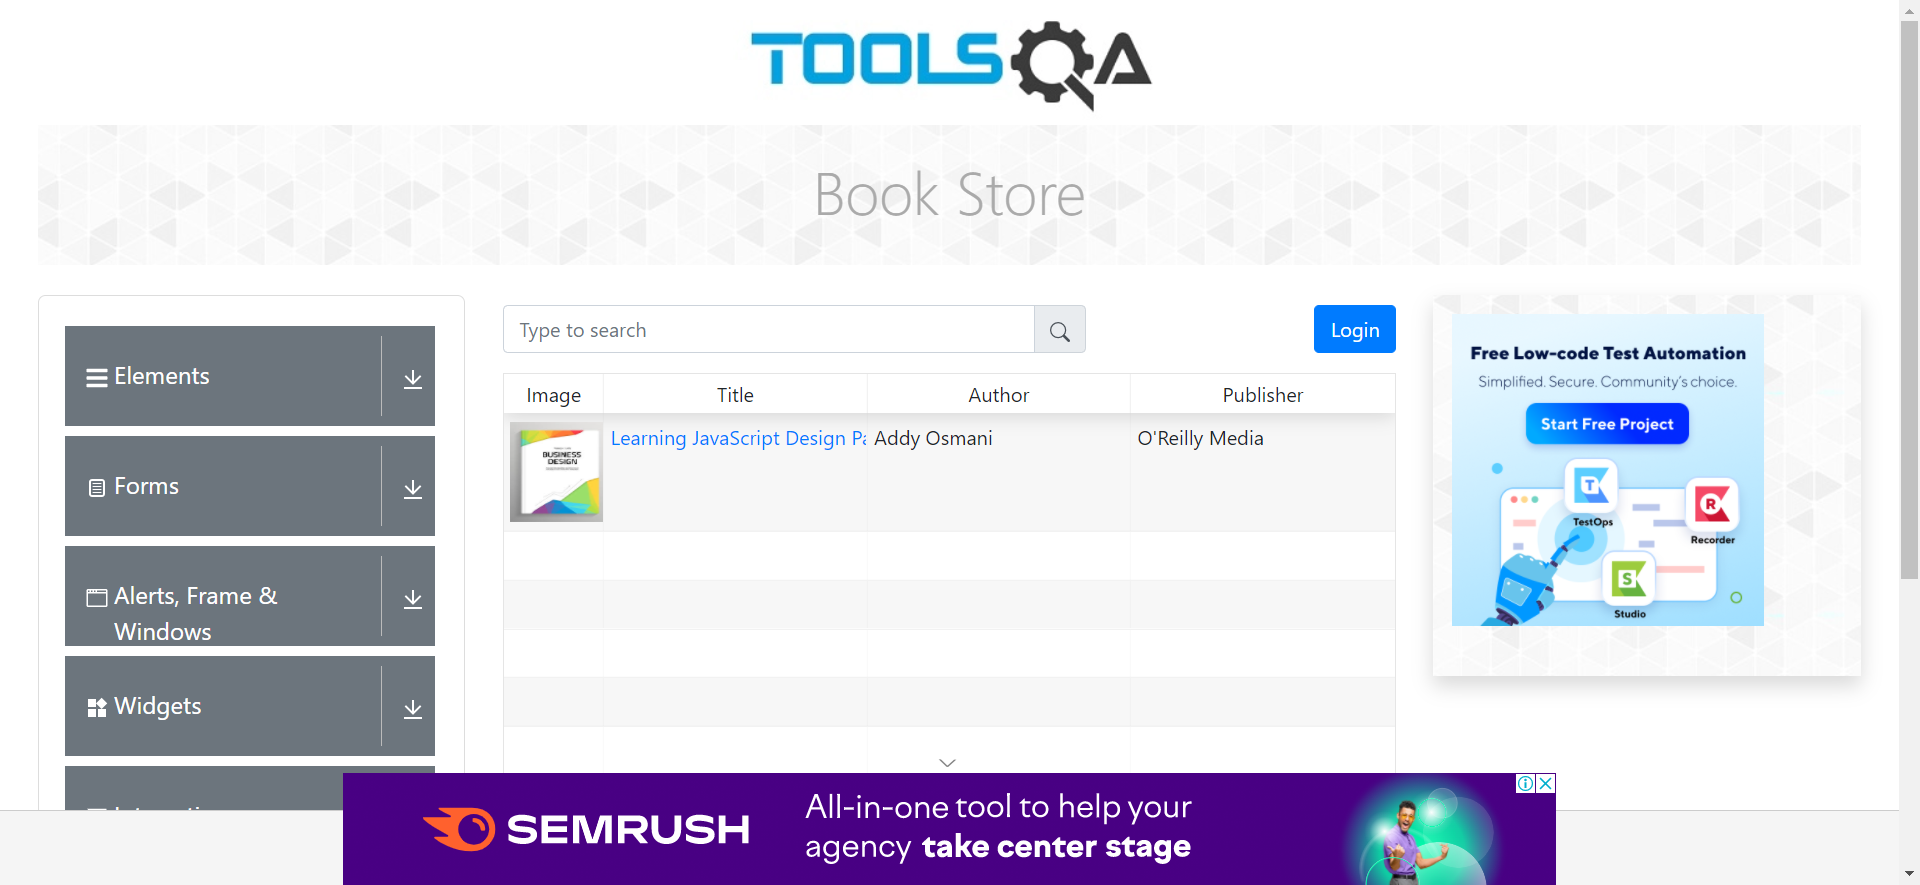 TOOLSQA
Book Store
Elements
Forms
Alerts, Frame &
Windows
Widgets
Type to search
Login
Image Title Author Publisher
BUSINESS
DESIGN
Learning JavaScript Design Pa Addy Osmani O'Reilly Media
Free Low-code Test Automation
Simplified. Secure. Community's choice.
Start Free Project
T
TestOps
R
Recorder
S
Studio
SEMRUSH
All-in-one tool to help your
agency take center stage